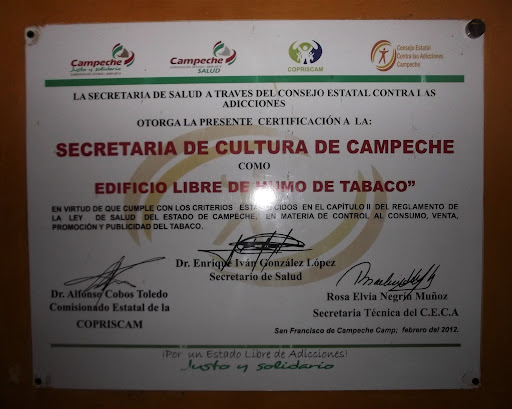 Campeche
Justo y solidario
Campeche
SALUD
COPRISCAM
Consejo Estatal
Contra las Adicciones
Campeche
LA SECRETARIA DE SALUD A TRAVES DEL CONSEJO ESTATAL CONTRA LAS
ADICCIONES
OTORGA LA PRESENTE CERTIFICACIÓN A LA:
SECRETARIA DE CULTURA DE CAMPECHE
COMO
EDIFICIO LIBRE DE HUMO DE TABACO”
EN VIRTUD DE QUE CUMPLE CON LOS CRITERIOS ESTABLECIDOS EN EL CAPÍTULO II DEL REGLAMENTO DE
LA LEY DE SALUD DEL ESTADO DE CAMPECHE, EN MATERIA DE CONTROL AL CONSUMO, VENTA,
PROMOCIÓN Y PUBLICIDAD DEL TABACO.
Dr. Enrique Iván González López
Secretario de Salud
Dr. Alfonso Cobos Toledo
Comisionado Estatal de la
COPRISCAM
Rosa Elvia Negrín Muñoz
Secretaria Técnica del C.E.C.A
San Francisco de Campeche Camp; febrero del 2012.
¡Por un Estado Libre de Adicciones!
Justo y solidario